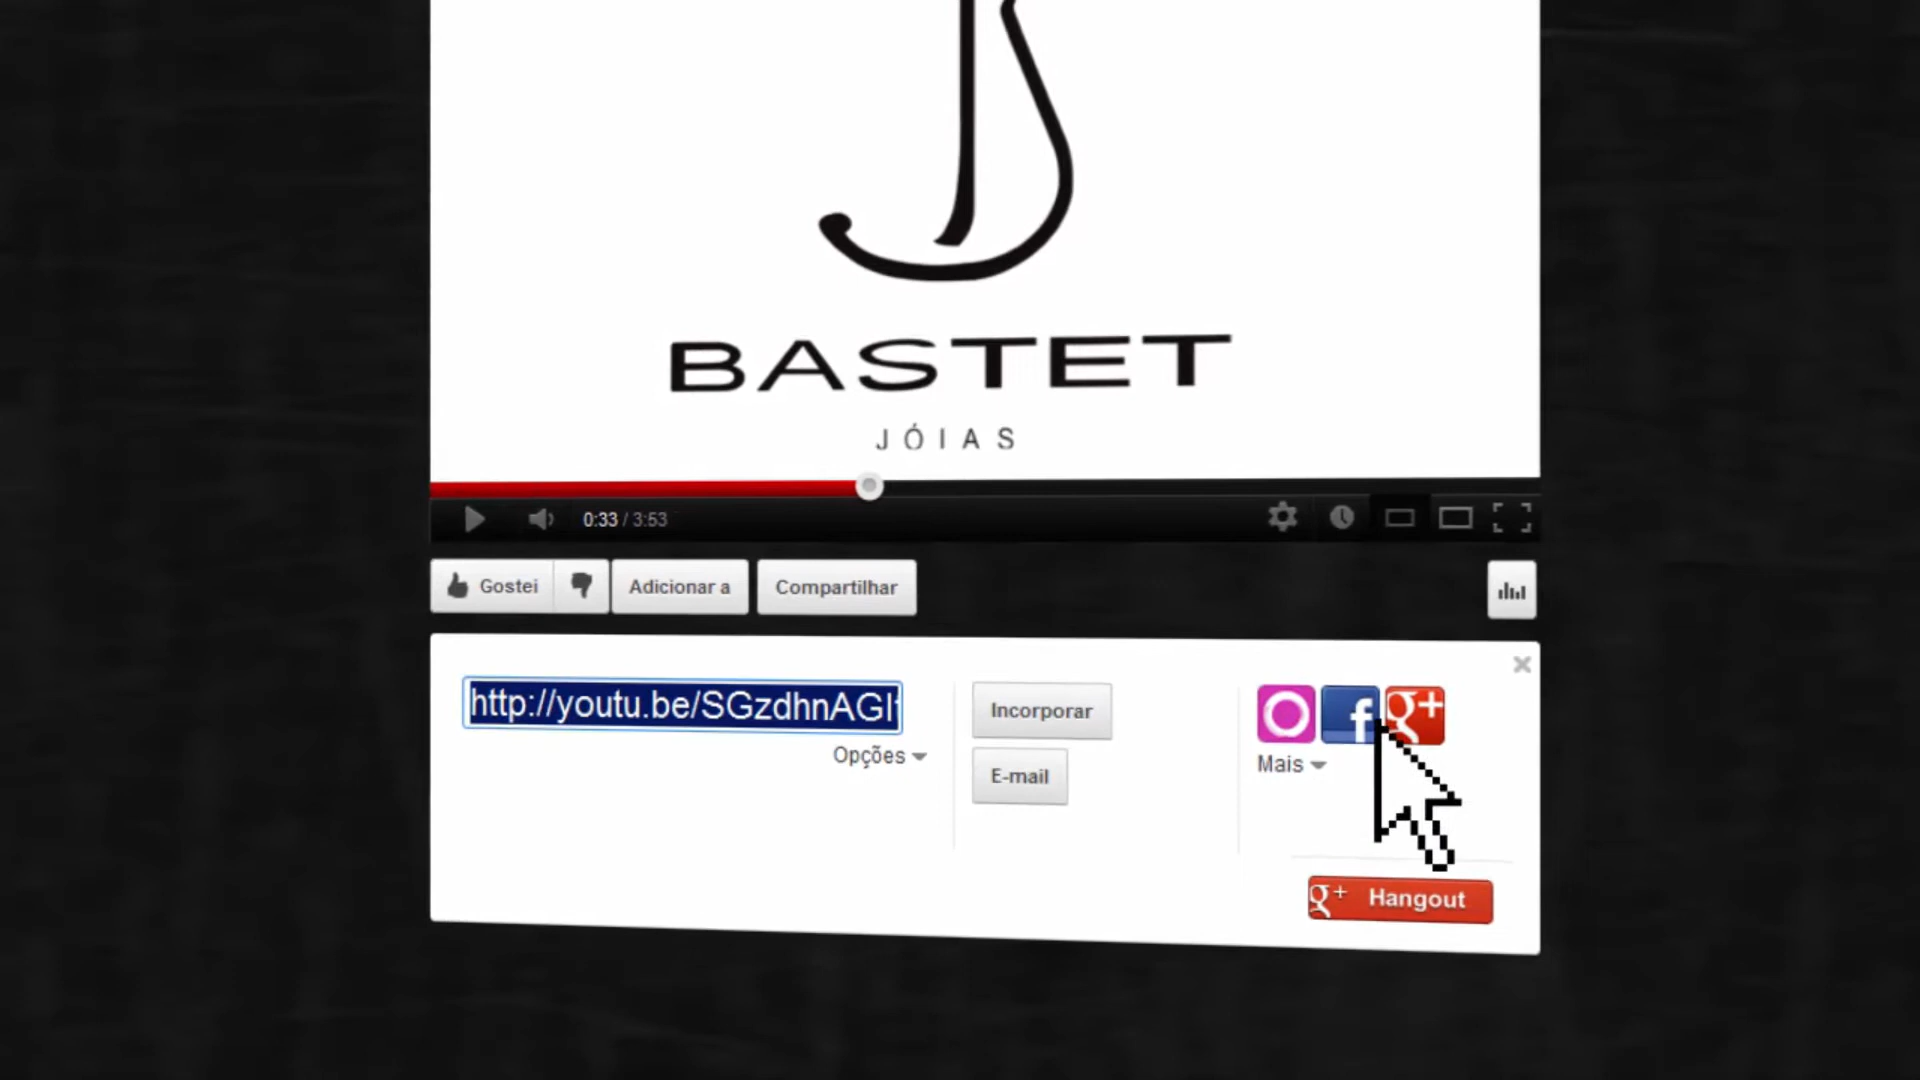 BASTET
JÓIAS
0:33 / 3:53
Gostei
Adicionar a
Compartilhar
http://youtu.be/SGzdhnAGI
Opções
Incorporar
E-mail
f
g+
Mais
g+ Hangout